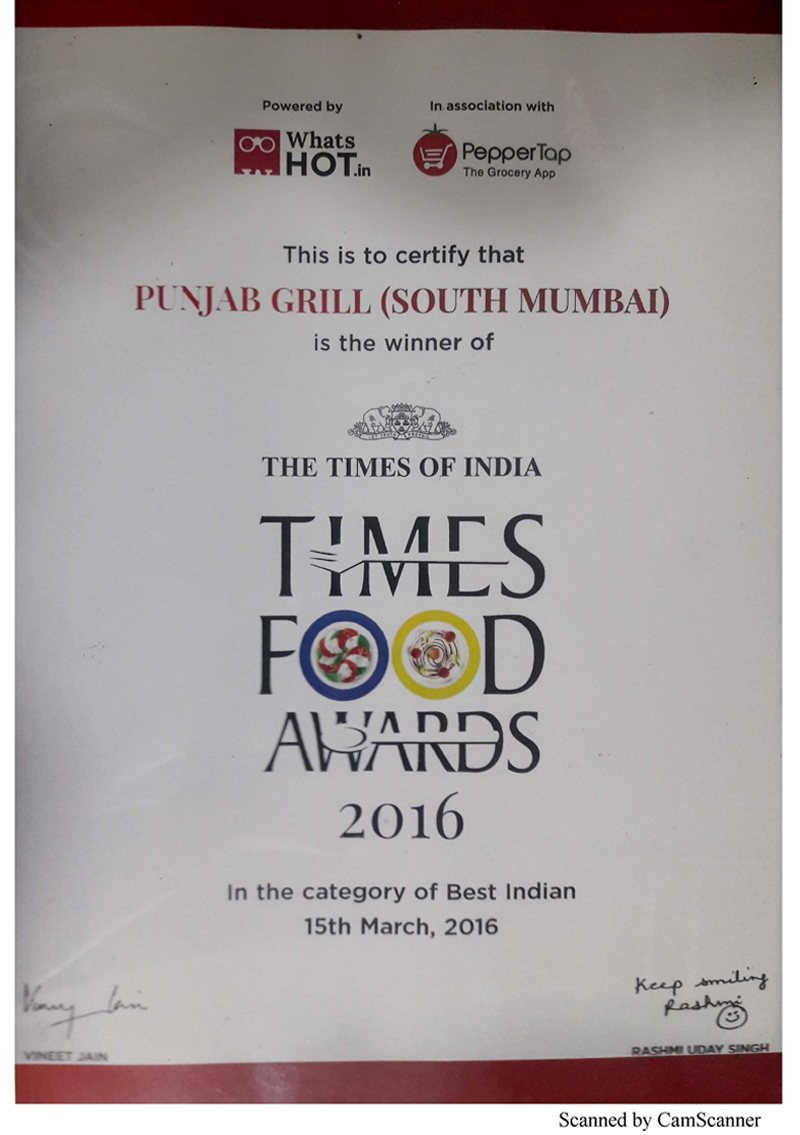 Powered by
In association with
Whats
HOT.in
PepperTap
The Grocery App
This is to certify that
PUNJAB GRILL (SOUTH MUMBAI)
is the winner of
THE TIMES OF INDIA
TIMES
FOOD
AWARDS
2016
In the category of Best Indian
15th March, 2016
Keep smiling
Rashmi
VINEET JAIN
RASHMI UDAY SINGH
Scanned by CamScanner